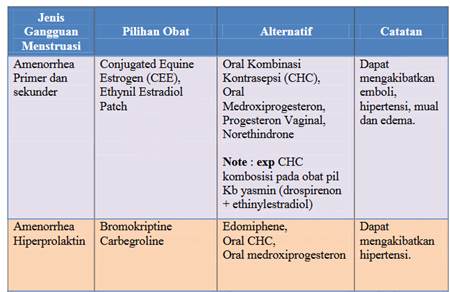 Jenis
Gangguan
Menstruasi
Pilihan Obat
Alternatif
Catatan
Amenorrhea
Primer dan
sekunder
Conjugated Equine
Estrogen (CEE),
Ethynil Estradiol
Patch
Oral Kombinasi
Kontrasepsi (CHC),
Oral
Medroxiprogesteron,
Progesteron Vaginal,
Norethindrone
Note : exp CHC
kombosisi pada obat pil
Kb yasmin (drospirenon
+ ethinylestradiol)
Dapat
mengakibatkan
emboli,
hipertensi, mual
dan edema.
Amenorrhea
Hiperprolaktin
Bromokriptine
Carbegroline
Edomiphene,
Oral CHC,
Oral medroxiprogesteron
Dapat
mengakibatkan
hipertensi.